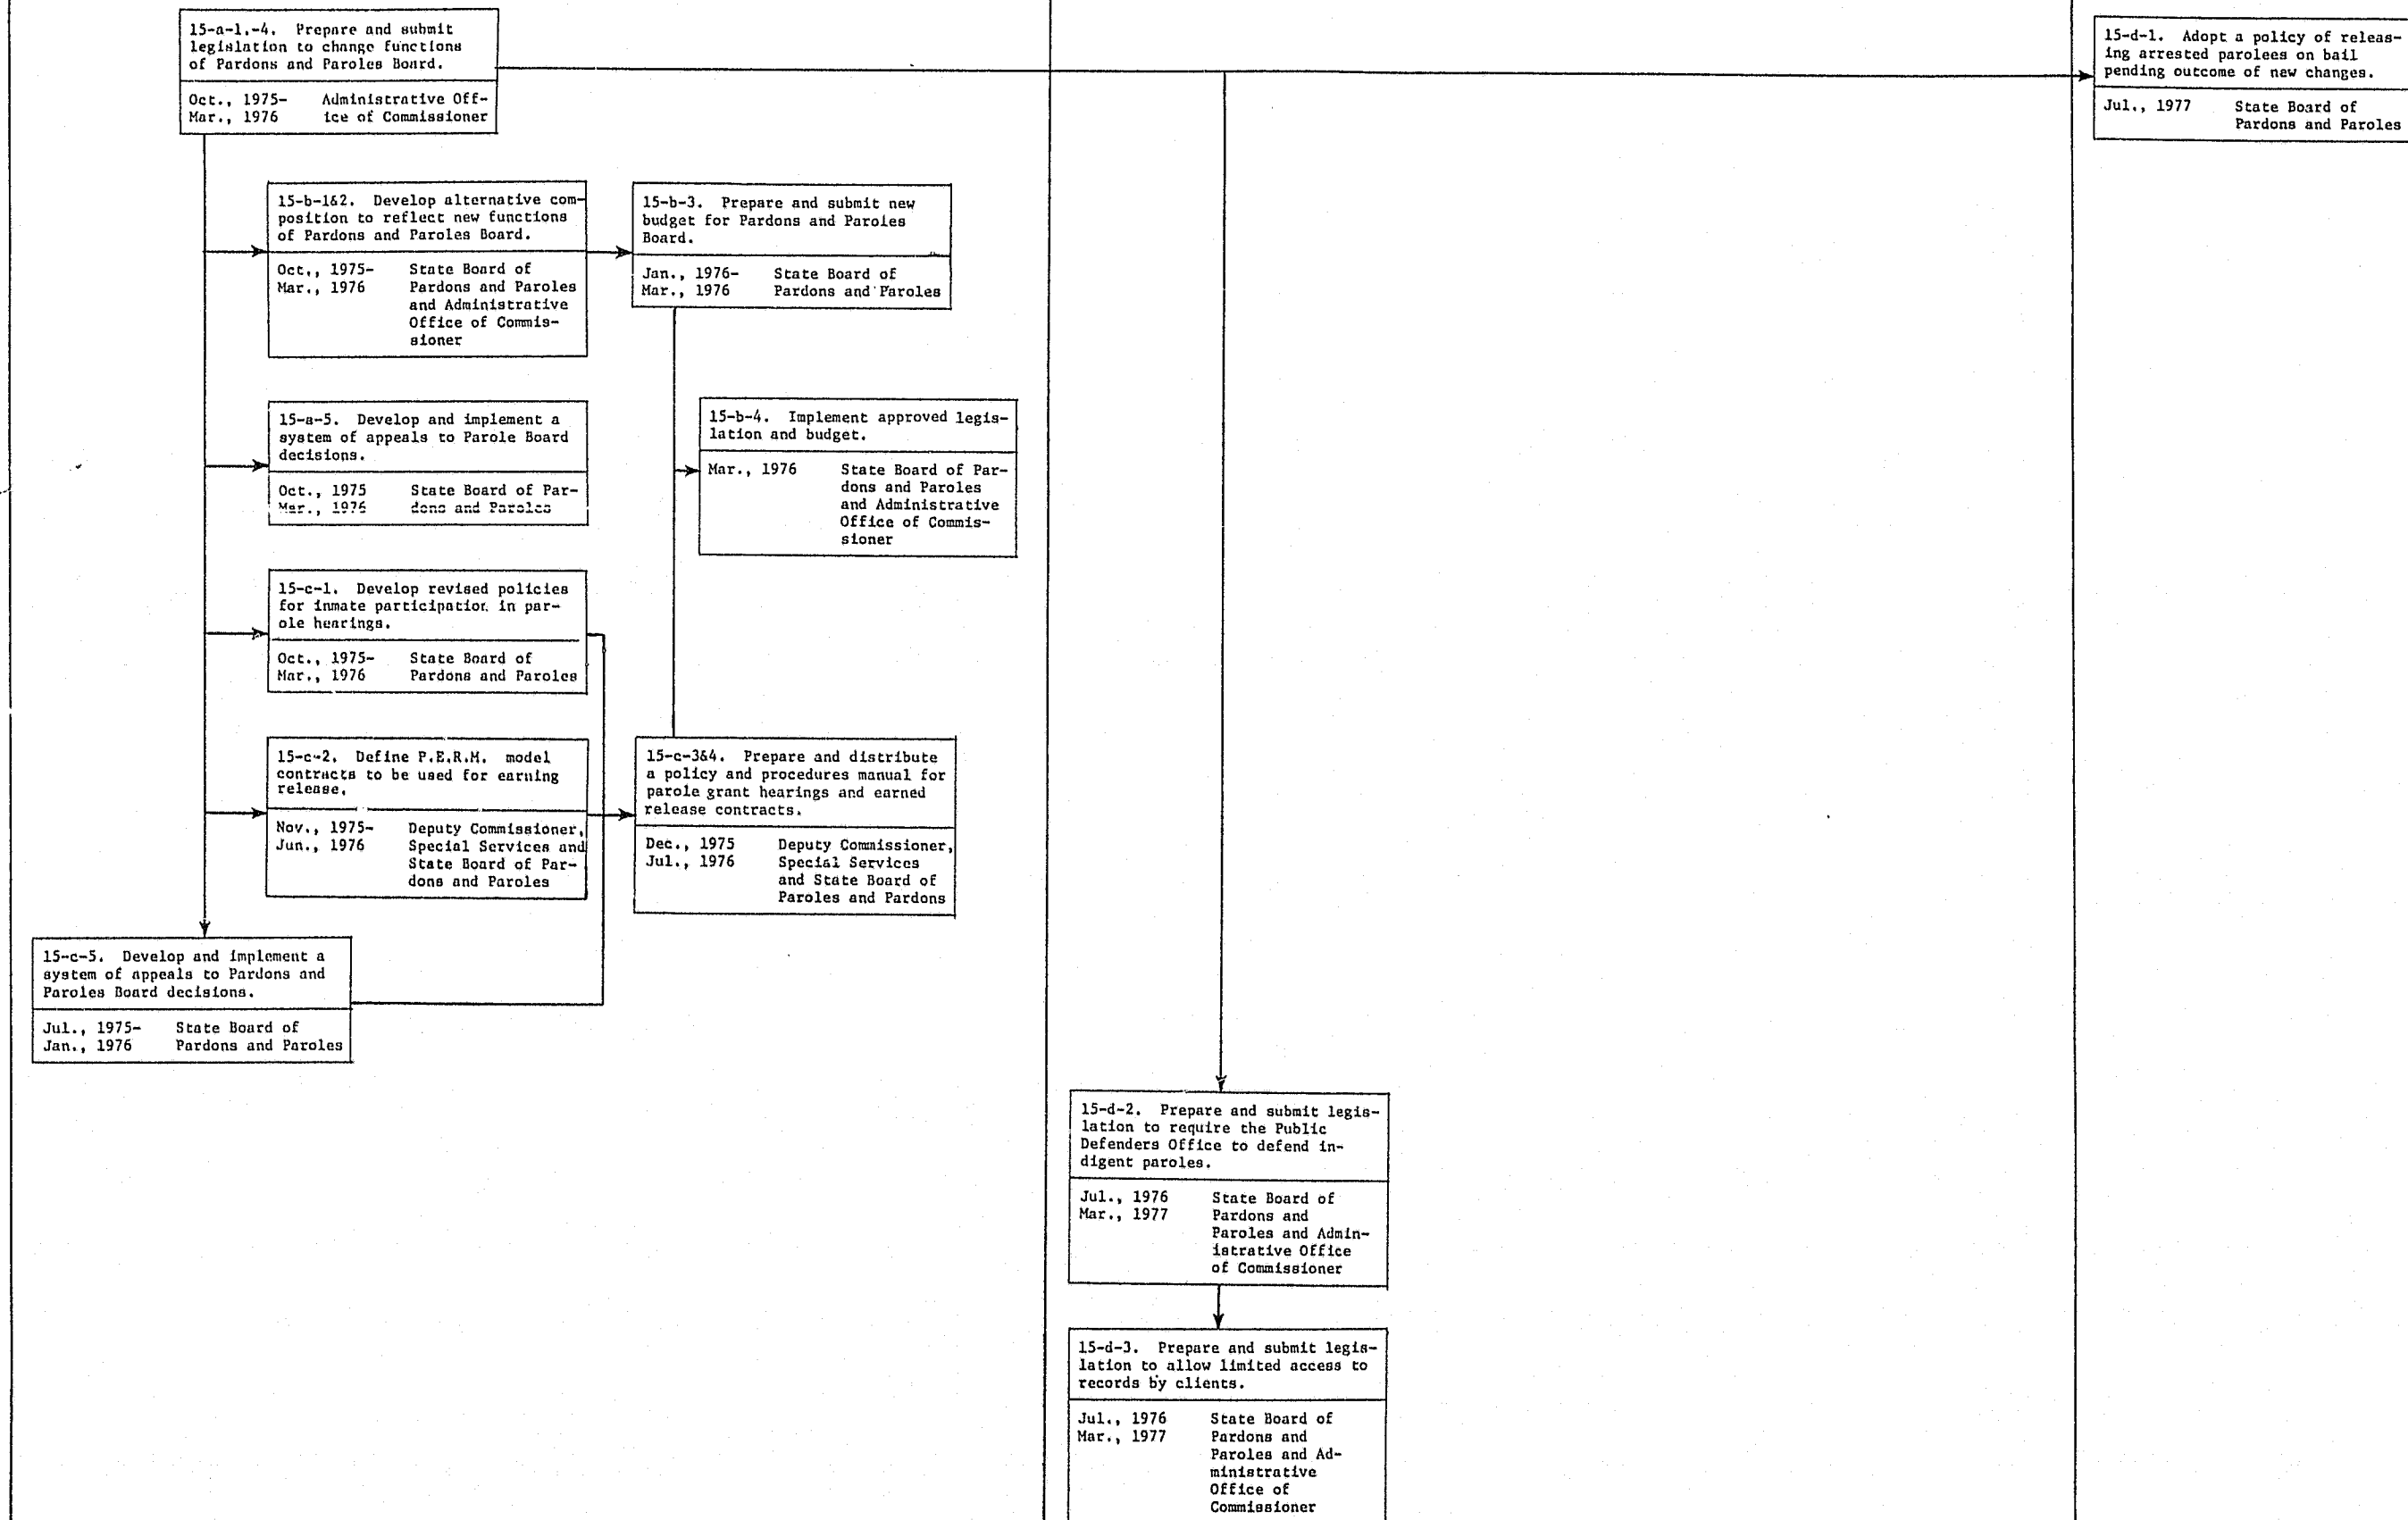 15-a-1.-4. Prepare and submit
legislation to change functions
of Pardons and Paroles Board.
Oct., 1975- Administrative Off-
Mar., 1976 ice of Commissioner
15-d-1. Adopt a policy of releas-
ing arrested parolees on bail
pending outcome of new changes.
Jul., 1977 State Board of
Pardons and Paroles
15-b-1&2. Develop alternative com-
position to reflect new functions
of Pardons and Paroles Board.
Oct., 1975- State Board of
Mar., 1976 Pardons and Paroles
and Administrative
Office of Commis-
sioner
15-b-3. Prepare and submit new
budget for Pardons and Paroles
Board.
Jan., 1976- State Board of
Mar., 1976 Pardons and Paroles
15-a-5. Develop and implement a
system of appeals to Parole Board
decisions.
Oct., 1975 State Board of Par-
Mar., 1976 dons and Paroles
15-b-4. Implement approved legis-
lation and budget.
Mar., 1976 State Board of Par-
dons and Paroles
and Administrative
Office of Commis-
sioner
15-c-1. Develop revised policies
for inmate participation in par-
ole hearings.
Oct., 1975- State Board of
Mar., 1976 Pardons and Paroles
15-c-2. Define P.E.R.M. model
contracts to be used for earning
release.
Nov., 1975- Deputy Commissioner,
Jun., 1976 Special Services and
State Board of Par-
dons and Paroles
15-c-3&4. Prepare and distribute
a policy and procedures manual for
parole grant hearings and earned
release contracts.
Dec., 1975 Deputy Commissioner,
Jul., 1976 Special Services
and State Board of
Paroles and Pardons
15-c-5. Develop and implement a
system of appeals to Pardons and
Paroles Board decisions.
Jul., 1975- State Board of
Jan., 1976 Pardons and Paroles
15-d-2. Prepare and submit legis-
lation to require the Public
Defenders Office to defend in-
digent paroles.
Jul., 1976 State Board of
Mar., 1977 Pardons and
Paroles and Admin-
istrative Office
of Commissioner
15-d-3. Prepare and submit legis-
lation to allow limited access to
records by clients.
Jul., 1976 State Board of
Mar., 1977 Pardons and
Paroles and Ad-
ministrative
Office of
Commissioner